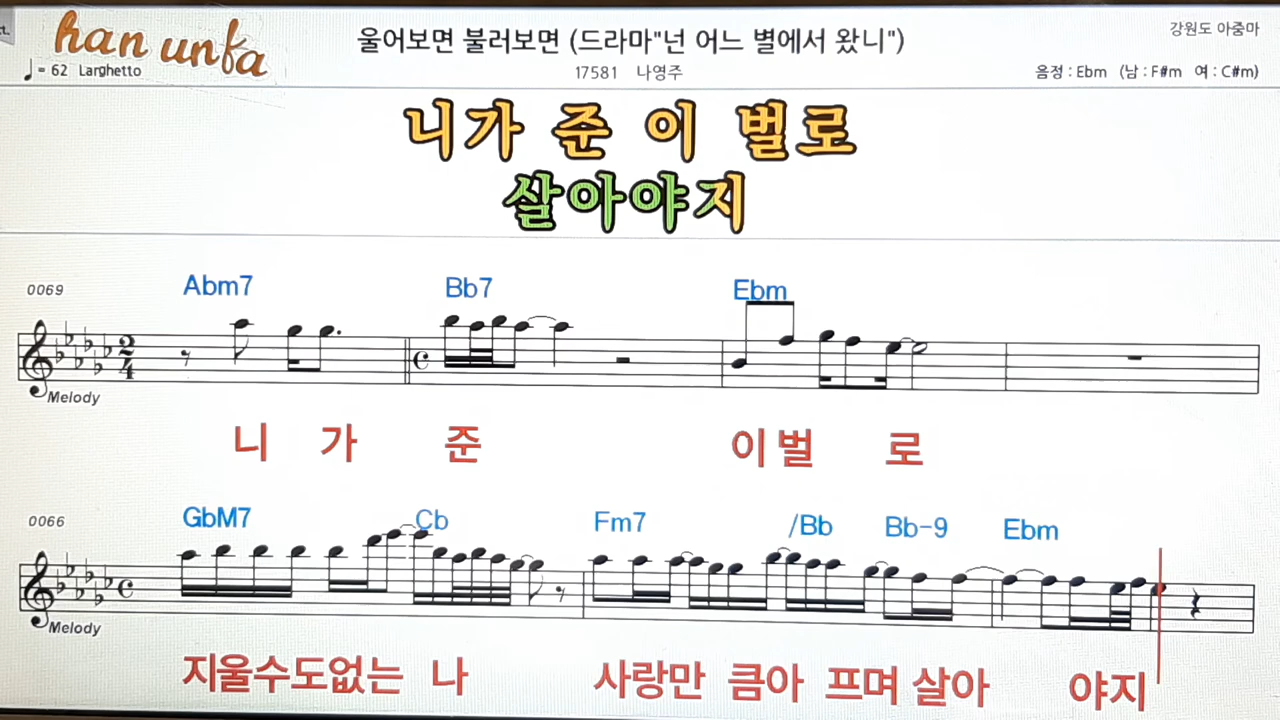 han unfa
♩= 62 Larghetto
울어보면 불러보면 (드라마"넌 어느 별에서 왔니")
17581 나영주
강원도 아줌마
음정 : Ebm (남 : F#m 여 : C#m)
니가 준 이 벌로
살아야지
0069
Abm7 Bb7 Ebm
2/4
Melody
니 가 준 이 벌 로
0066
GbM7 Cb Fm7 /Bb Bb-9 Ebm
Melody
지울수도없는 나 사랑만 큼아 프며 살아 야지